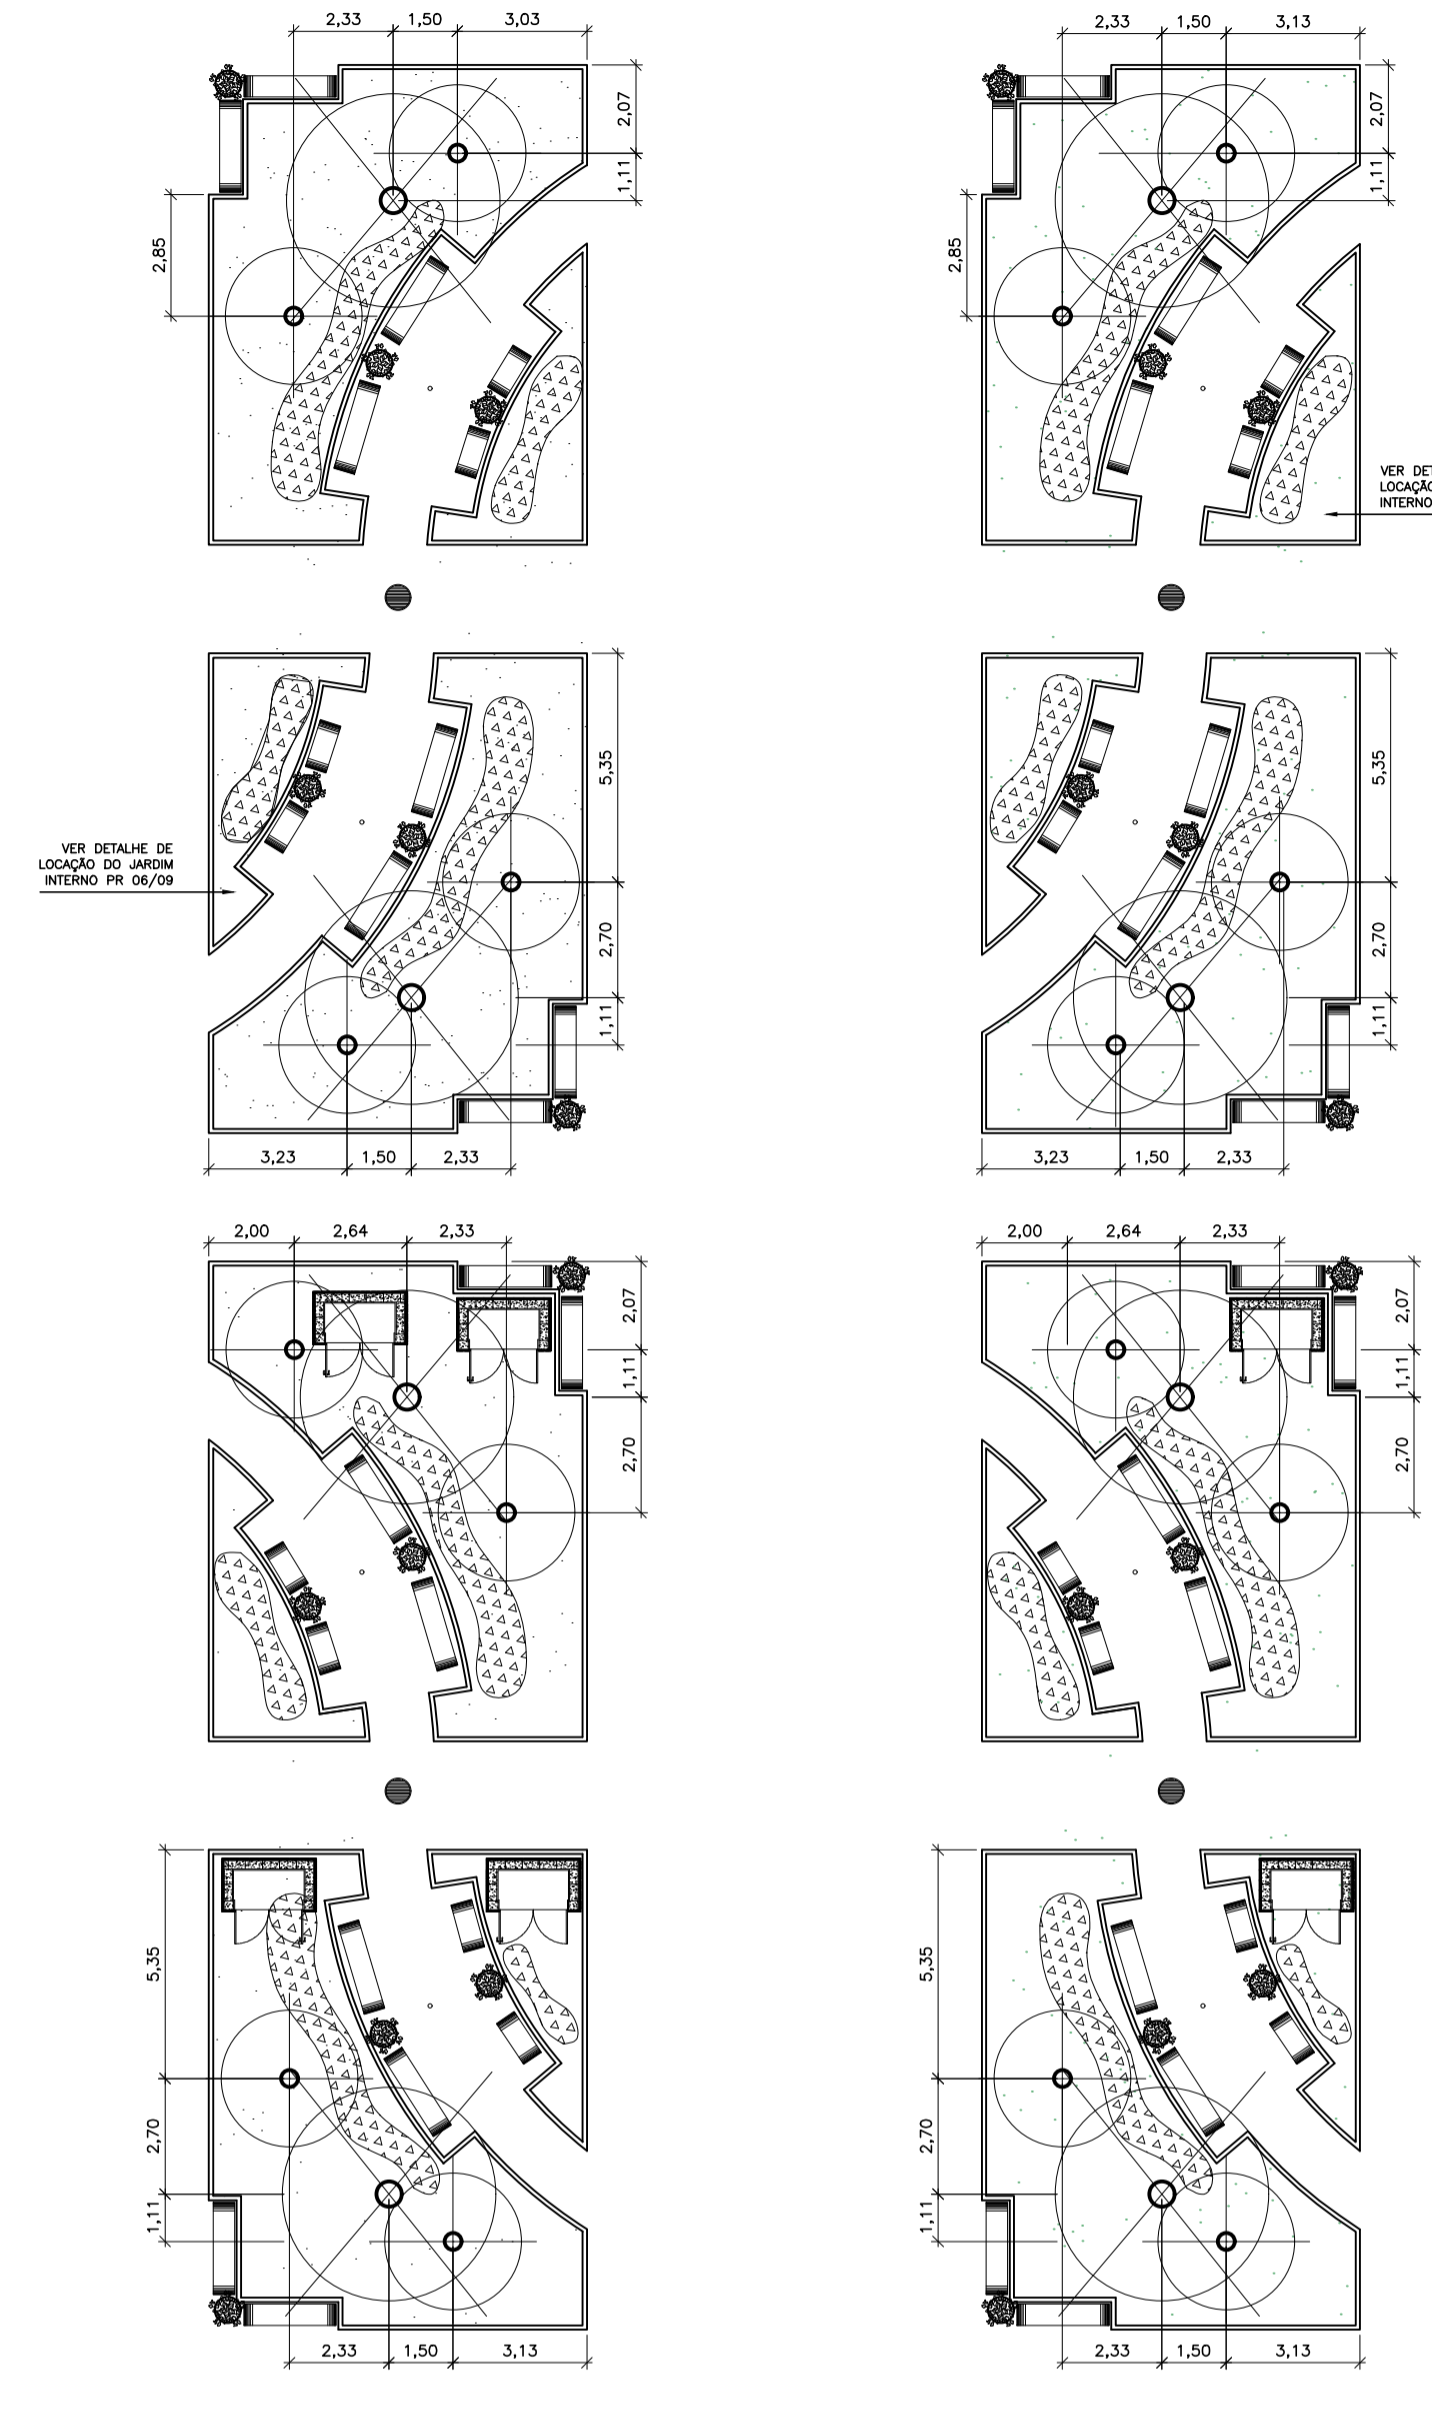 2,33 1,50 3,03
2,33 1,50 3,13
2,07
1,11
2,85
2,07
1,11
2,85
VER DET
LOCAÇÃO
INTERNO
5,35
2,70
1,11
VER DETALHE DE
LOCAÇÃO DO JARDIM
INTERNO PR 06/09
5,35
2,70
1,11
3,23 1,50 2,33
3,23 1,50 2,33
2,00 2,64 2,33
2,00 2,64 2,33
2,07
1,11
2,70
2,07
1,11
2,70
5,35
2,70
1,11
5,35
2,70
1,11
2,33 1,50 3,13
2,33 1,50 3,13